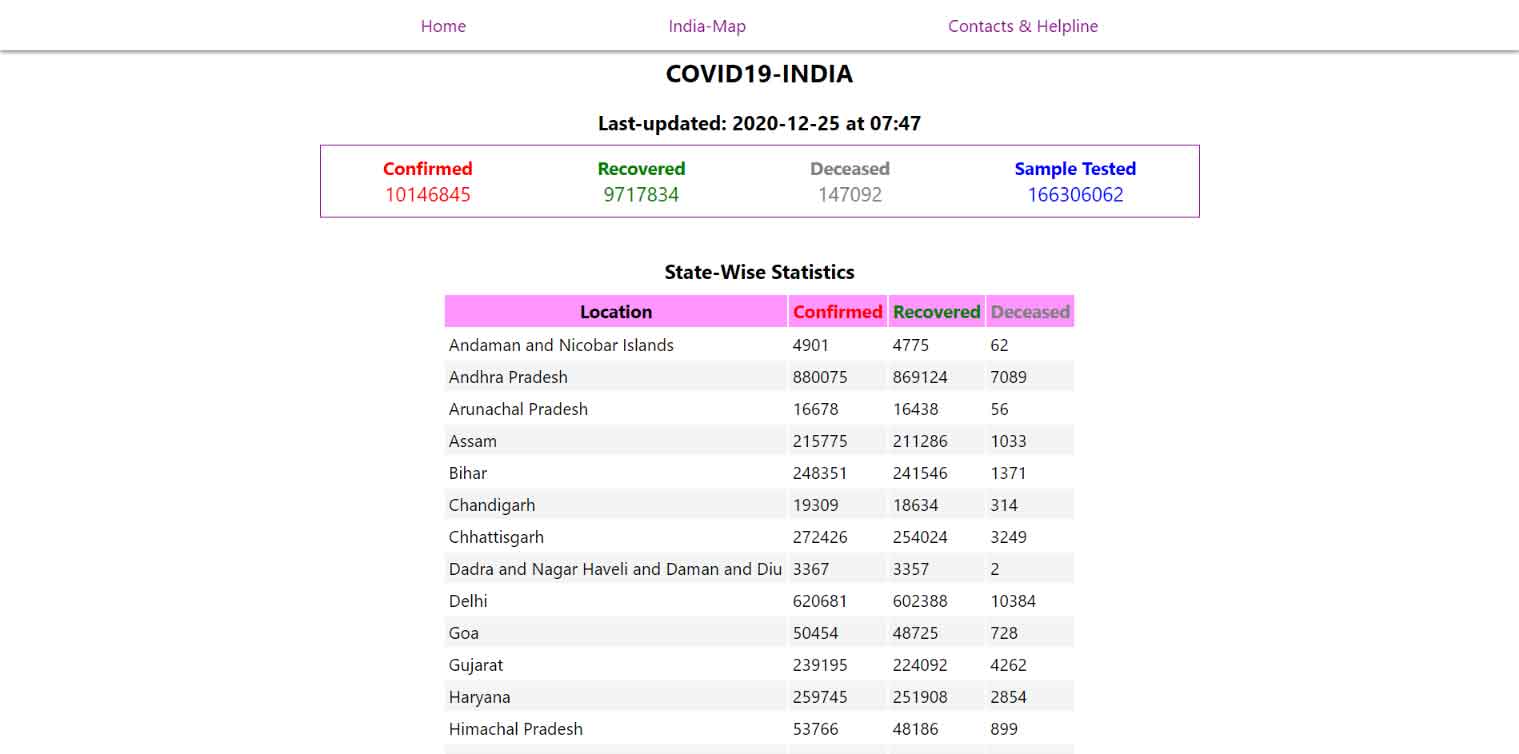 Home India-Map Contacts & Helpline
COVID19-INDIA
Last-updated: 2020-12-25 at 07:47
Confirmed Recovered Deceased Sample Tested
10146845 9717834 147092 166306062
State-Wise Statistics
Location Confirmed Recovered Deceased
Andaman and Nicobar Islands 4901 4775 62
Andhra Pradesh 880075 869124 7089
Arunachal Pradesh 16678 16438 56
Assam 215775 211286 1033
Bihar 248351 241546 1371
Chandigarh 19309 18634 314
Chhattisgarh 272426 254024 3249
Dadra and Nagar Haveli and Daman and Diu 3367 3357 2
Delhi 620681 602388 10384
Goa 50454 48725 728
Gujarat 239195 224092 4262
Haryana 259745 251908 2854
Himachal Pradesh 53766 48186 899